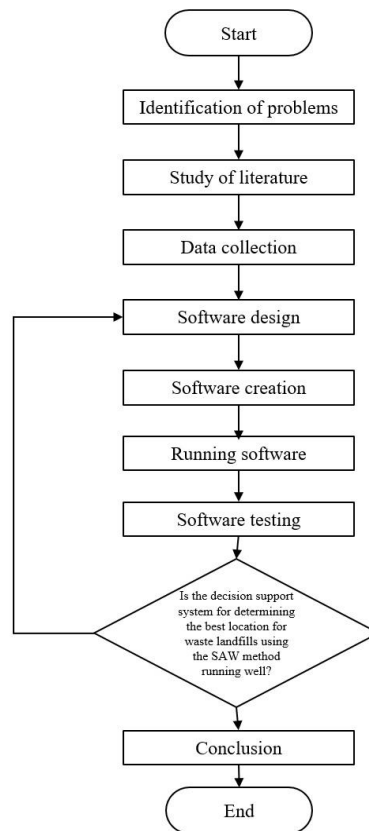 Start
Identification of problems
Study of literature
Data collection
Software design
Software creation
Running software
Software testing
Is the decision support
system for determining
the best location for
waste landfills using
the SAW method
running well?
Conclusion
End